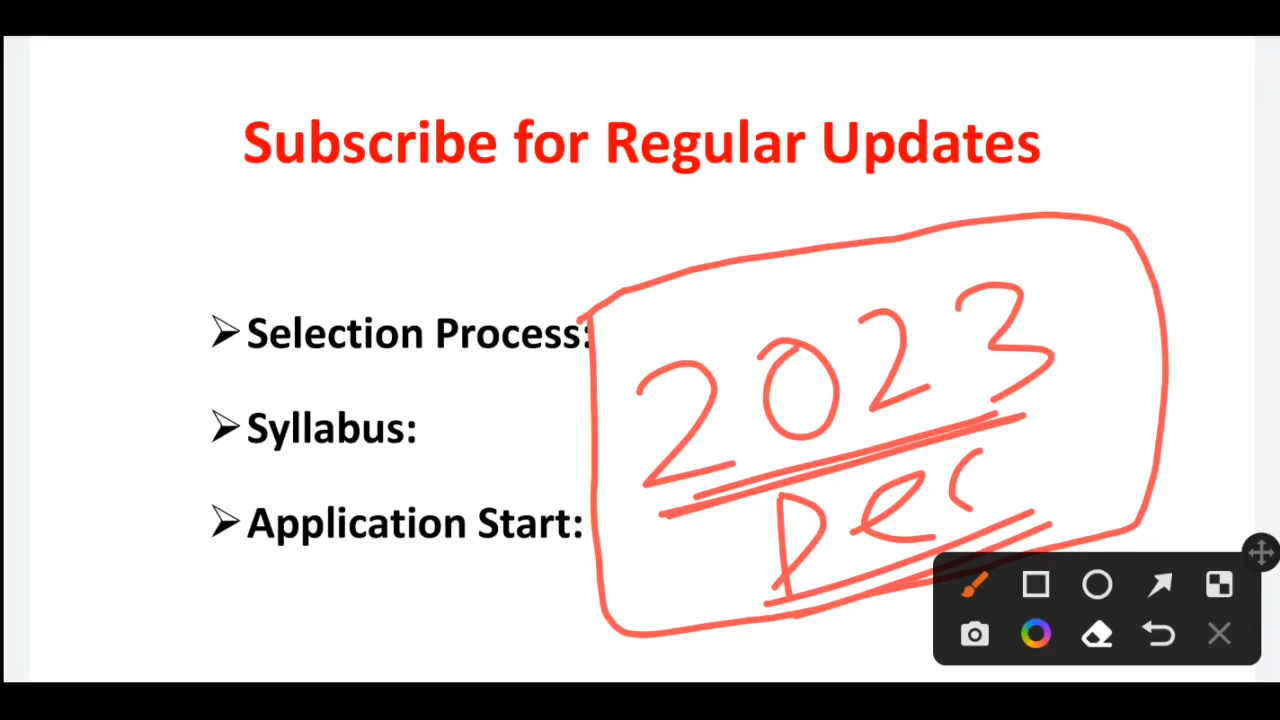 Subscribe for Regular Updates
➢ Selection Process:
2023
➢ Syllabus:
Dec
➢ Application Start: